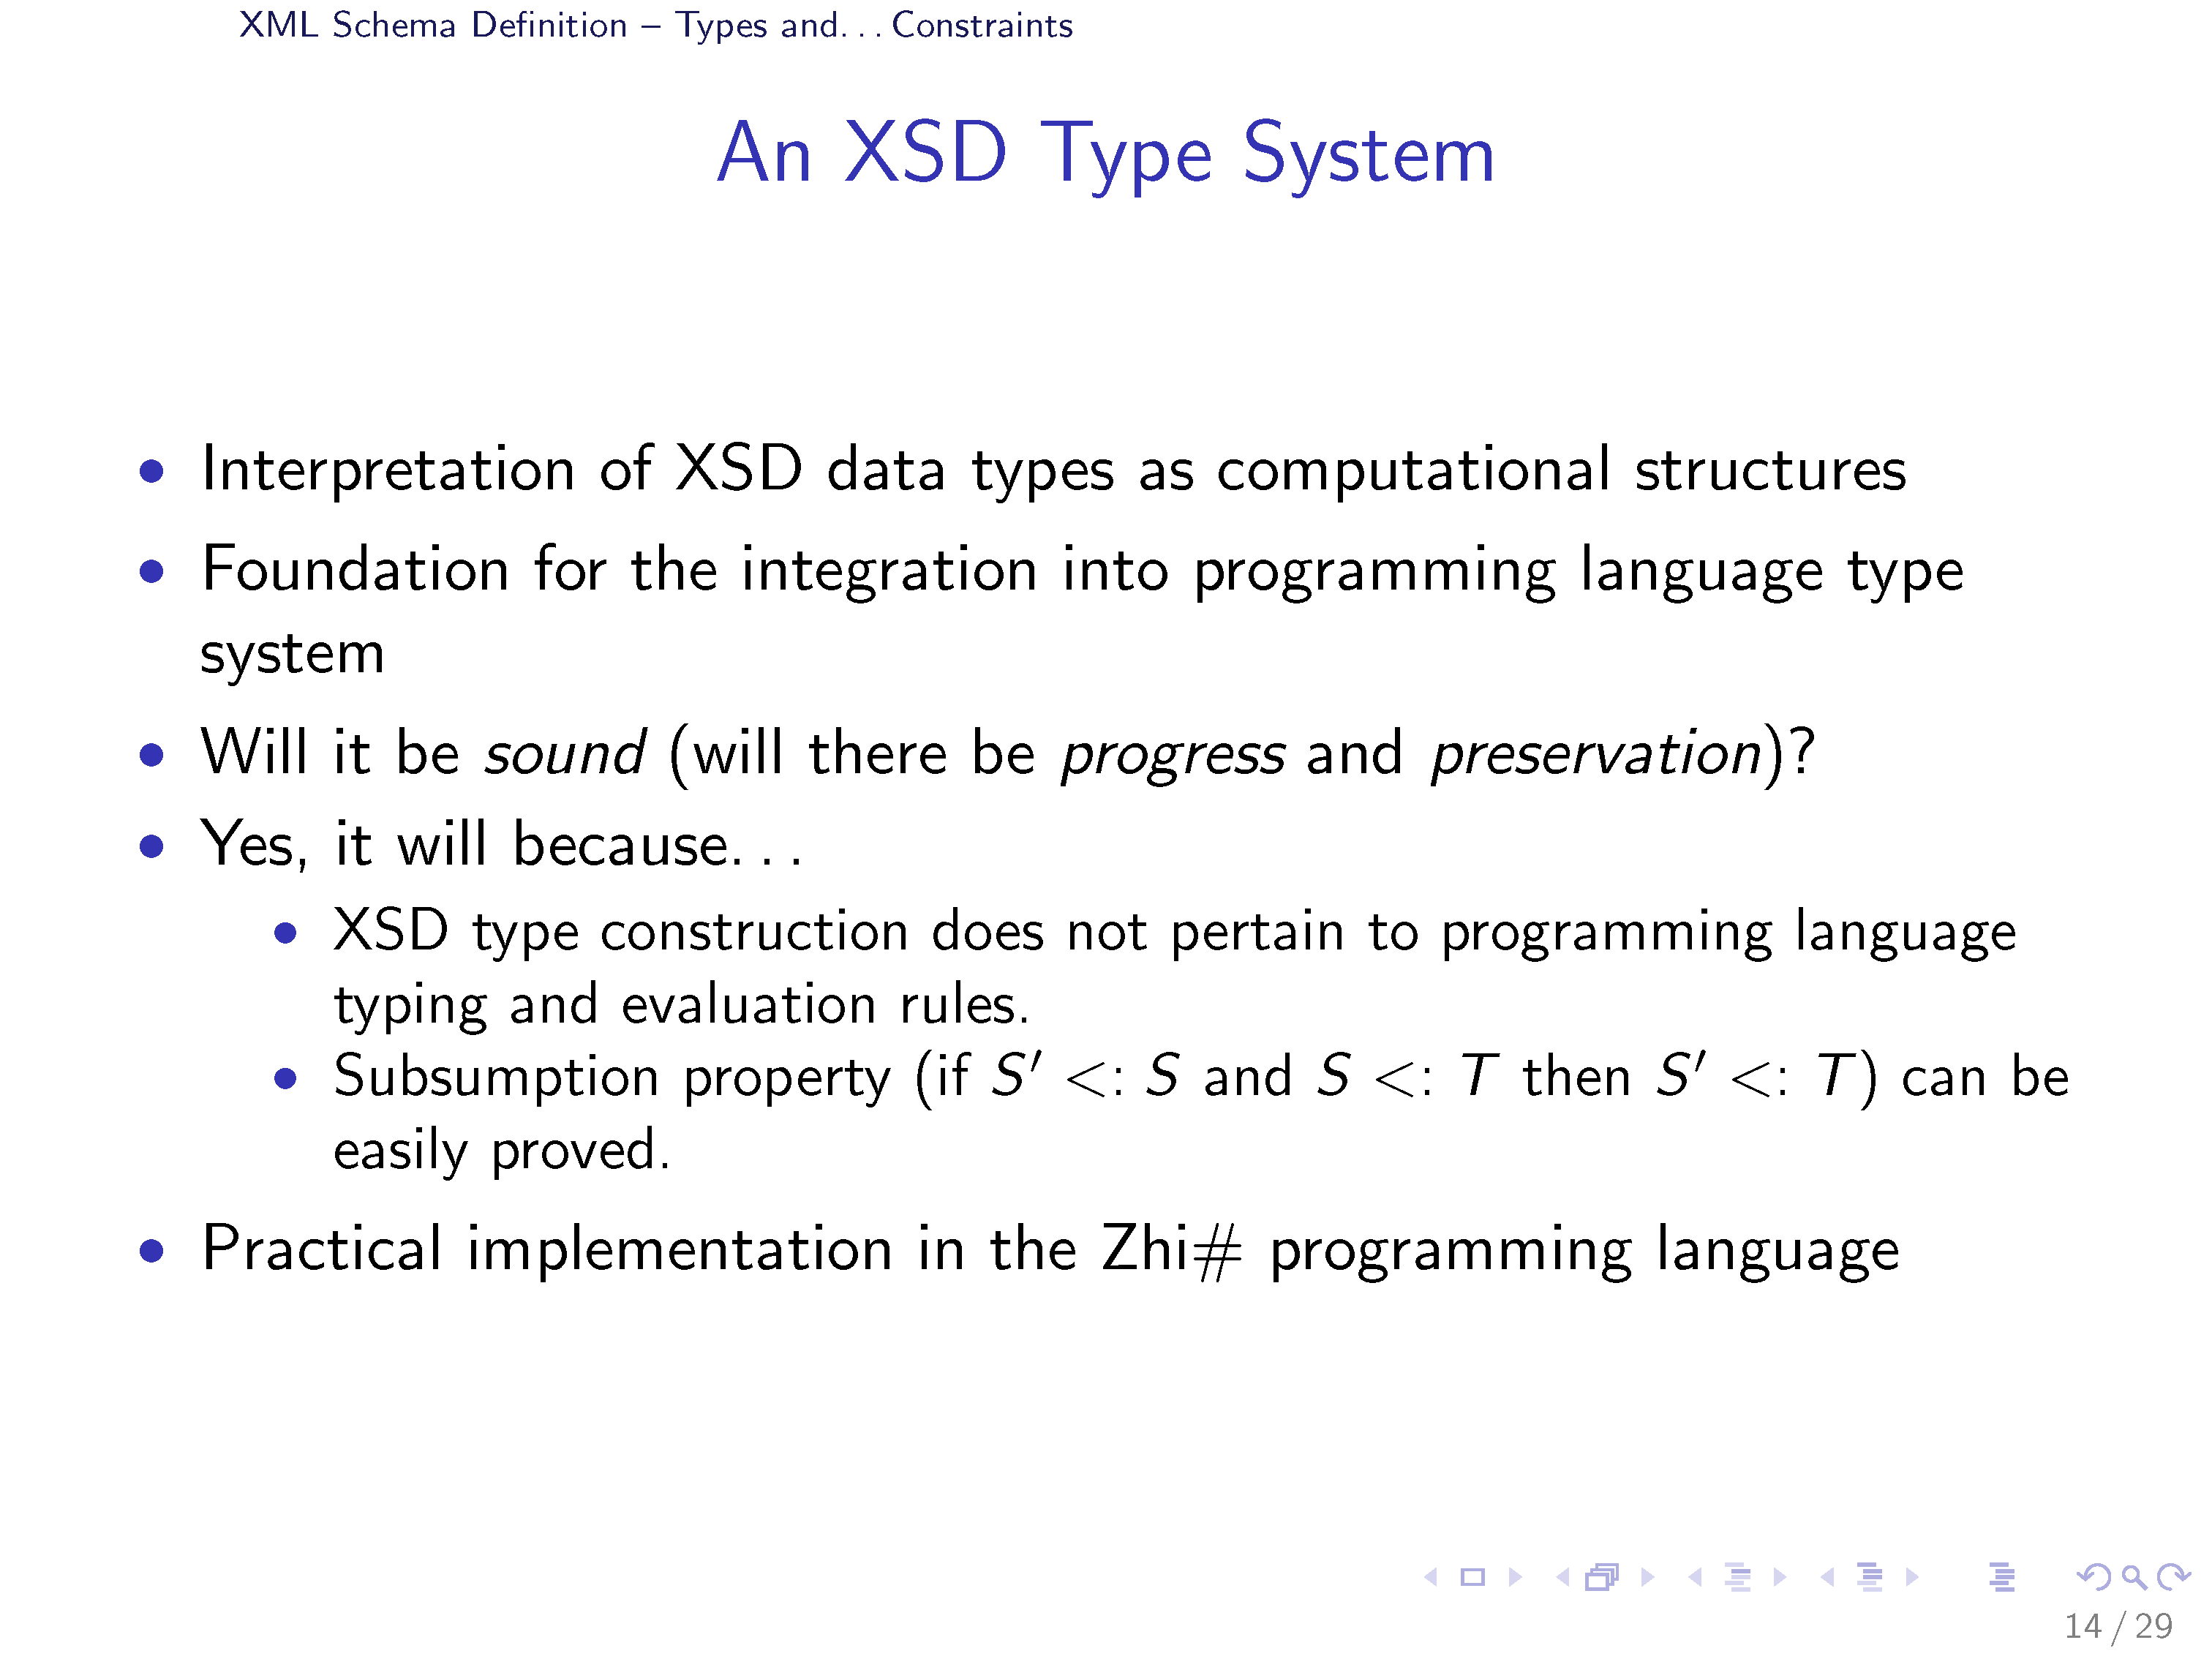 XML Schema Definition – Types and. . . Constraints
An XSD Type System
• Interpretation of XSD data types as computational structures
• Foundation for the integration into programming language type
system
• Will it be sound (will there be progress and preservation)?
• Yes, it will because. . .
• XSD type construction does not pertain to programming language
typing and evaluation rules.
• Subsumption property (if S′ <: S and S <: T then S′ <: T) can be
easily proved.
• Practical implementation in the Zhi# programming language
14 / 29